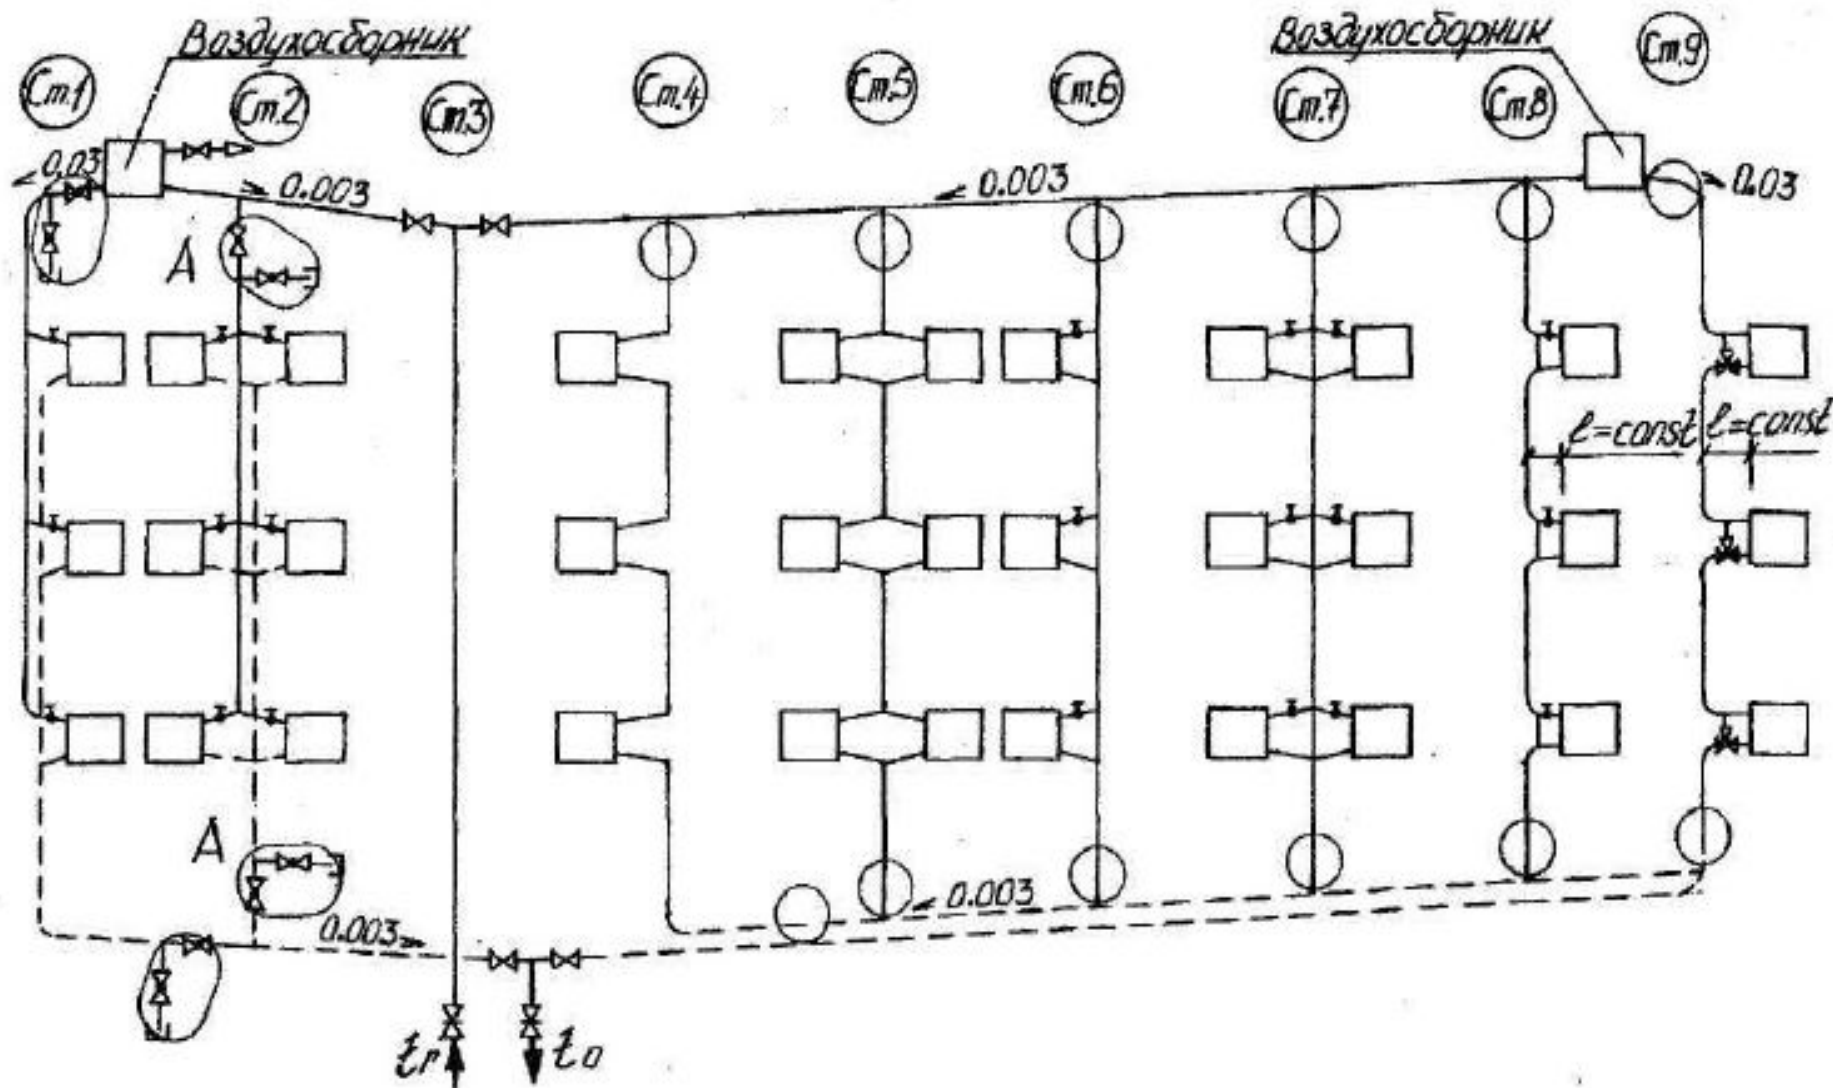 Воздухосборник
Воздухосборник
Ст.1
Ст.2
Ст.3
Ст.4
Ст.5
Ст.6
Ст.7
Ст.8
Ст.9
0.03
0.003
0.003
0.03
А
l=const
l=const
А
0.003
0.003
tг
tо